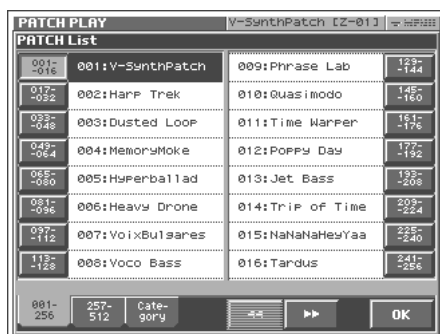 PATCH PLAY V-SynthPatch [Z-01]
PATCH List
001-
-016
001:V-SynthPatch
009:Phrase Lab
129-
-144
017-
-032
002:Harp Trek
010:Quasimodo
145-
-160
033-
-048
003:Dusted Loop
011:Time Warper
161-
-176
049-
-064
004:MemoryMoke
012:Poppy Day
177-
-192
065-
-080
005:Hyperballad
013:Jet Bass
193-
-208
081-
-096
006:Heavy Drone
014:Trip of Time
209-
-224
097-
-112
007:VoixBulgares
015:NaNaNaHeyYaa
225-
-240
113-
-128
008:Voco Bass
016:Tardus
241-
-256
001-
256
257-
512
Cate-
gory
OK